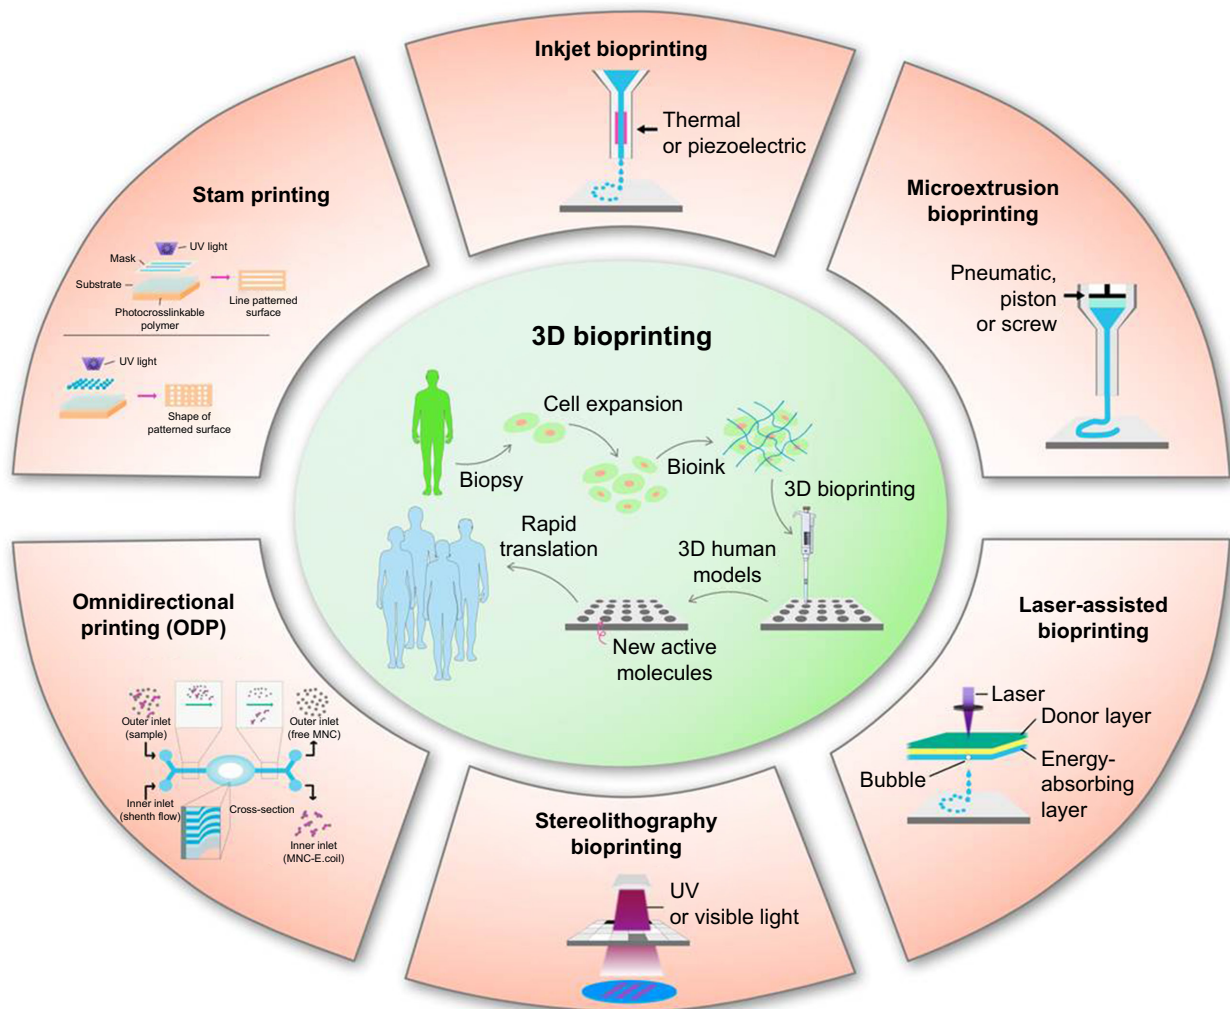 Inkjet bioprinting
Thermal
or piezoelectric
Microextrusion
bioprinting
Pneumatic,
piston
or screw
Laser-assisted
bioprinting
Laser
Donor layer
Bubble
Energy-
absorbing
layer
Stereolithography
bioprinting
UV
or visible light
Omnidirectional
printing (ODP)
Outer inlet
(sample)
Outer inlet
(free MNC)
Inner inlet
(shenth flow)
Cross-section
Inner inlet
(MNC-E.coil)
Stam printing
UV light
Mask
Substrate
Photocrosslinkable
polymer
Line patterned
surface
UV light
Shape of
patterned surface
3D bioprinting
Biopsy
Cell expansion
Bioink
3D bioprinting
3D human
models
New active
molecules
Rapid
translation